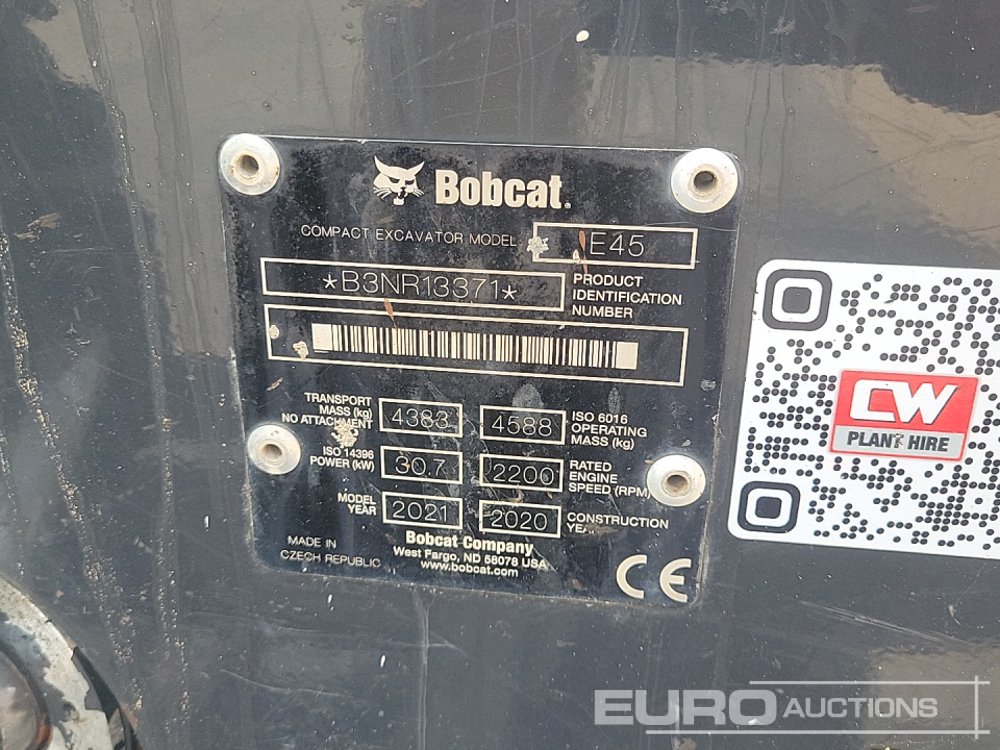 Bobcat®
COMPACT EXCAVATOR MODEL E45
*B3NR13371* PRODUCT IDENTIFICATION NUMBER
TRANSPORT MASS (kg) NO ATTACHMENT 4383
4588 ISO 6016 OPERATING MASS (kg)
ISO 14396 POWER (kW) 30.7
2200 RATED ENGINE SPEED (RPM)
MODEL YEAR 2021
2020 CONSTRUCTION YEAR
MADE IN
CZECH REPUBLIC
Bobcat Company
West Fargo, ND 58078 USA
www.bobcat.com
CE
CW
PLANT HIRE
EURO AUCTIONS